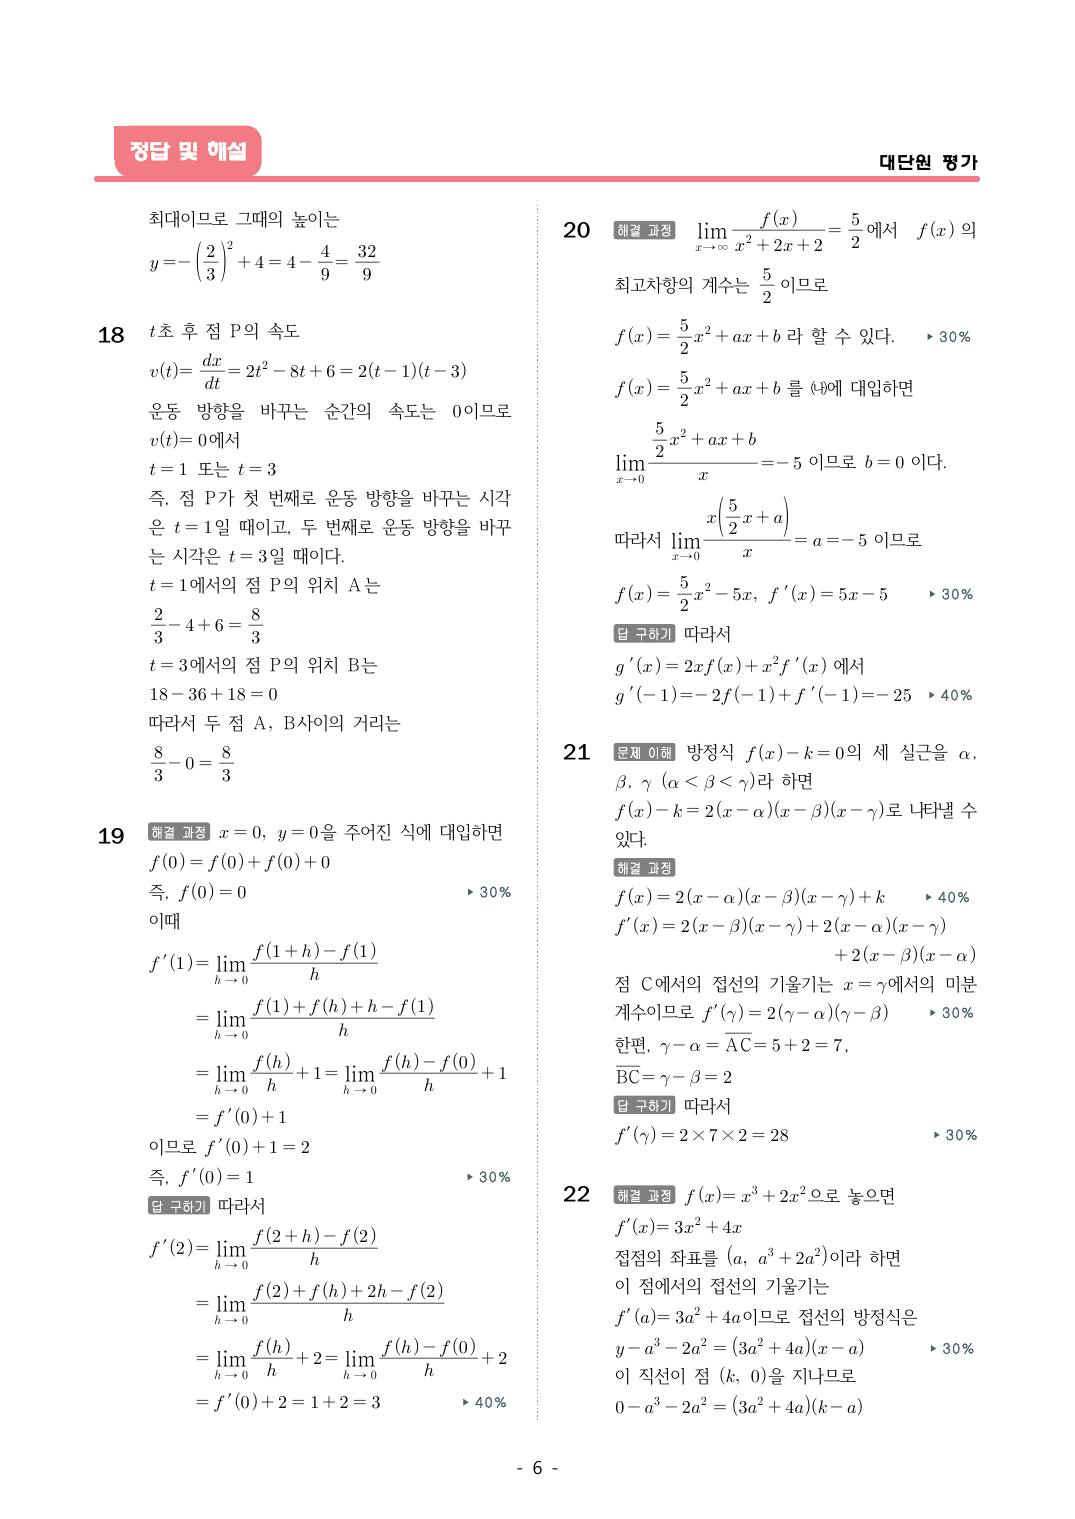 정답 및 해설
대단원 평가
최대이므로 그때의 높이는
y=-(2/3)²+4=4-4/9=32/9
18 t초 후 점 P의 속도
v(t)=dx/dt=2t²-8t+6=2(t-1)(t-3)
운동 방향을 바꾸는 순간의 속도는 0이므로
v(t)=0에서
t=1 또는 t=3
즉, 점 P가 첫 번째로 운동 방향을 바꾸는 시각
은 t=1일 때이고, 두 번째로 운동 방향을 바꾸
는 시각은 t=3일 때이다.
t=1에서의 점 P의 위치 A는
2/3-4+6=8/3
t=3에서의 점 P의 위치 B는
18-36+18=0
따라서 두 점 A, B사이의 거리는
8/3-0=8/3
19 해결 과정 x=0, y=0을 주어진 식에 대입하면
f(0)=f(0)+f(0)+0
즉, f(0)=0 ▶30%
이때
f′(1)=lim h→0 {f(1+h)-f(1)}/h
=lim h→0 {f(1)+f(h)+h-f(1)}/h
=lim h→0 f(h)/h+1=lim h→0 {f(h)-f(0)}/h+1
=f′(0)+1
이므로 f′(0)+1=2
즉, f′(0)=1 ▶30%
답 구하기 따라서
f′(2)=lim h→0 {f(2+h)-f(2)}/h
=lim h→0 {f(2)+f(h)+2h-f(2)}/h
=lim h→0 f(h)/h+2=lim h→0 {f(h)-f(0)}/h+2
=f′(0)+2=1+2=3 ▶40%
20 해결 과정 lim x→∞ f(x)/(x²+2x+2)=5/2에서 f(x)의
최고차항의 계수는 5/2이므로
f(x)=5/2x²+ax+b라 할 수 있다. ▶30%
f(x)=5/2x²+ax+b를 ㈏에 대입하면
lim x→0 (5/2x²+ax+b)/x=-5이므로 b=0이다.
따라서 lim x→0 x(5/2x+a)/x=a=-5이므로
f(x)=5/2x²-5x, f′(x)=5x-5 ▶30%
답 구하기 따라서
g′(x)=2xf(x)+x²f′(x)에서
g′(-1)=-2f(-1)+f′(-1)=-25 ▶40%
21 문제 이해 방정식 f(x)-k=0의 세 실근을 α,
β, γ (α<β<γ)라 하면
f(x)-k=2(x-α)(x-β)(x-γ)로 나타낼 수
있다.
해결 과정
f(x)=2(x-α)(x-β)(x-γ)+k ▶40%
f′(x)=2(x-β)(x-γ)+2(x-α)(x-γ)
+2(x-β)(x-α)
점 C에서의 접선의 기울기는 x=γ에서의 미분
계수이므로 f′(γ)=2(γ-α)(γ-β) ▶30%
한편, γ-α=A̅C̅=5+2=7,
B̅C̅=γ-β=2
답 구하기 따라서
f′(γ)=2×7×2=28 ▶30%
22 해결 과정 f(x)=x³+2x²으로 놓으면
f′(x)=3x²+4x
접점의 좌표를 (a, a³+2a²)이라 하면
이 점에서의 접선의 기울기는
f′(a)=3a²+4a이므로 접선의 방정식은
y-a³-2a²=(3a²+4a)(x-a) ▶30%
이 직선이 점 (k, 0)을 지나므로
0-a³-2a²=(3a²+4a)(k-a)
- 6 -